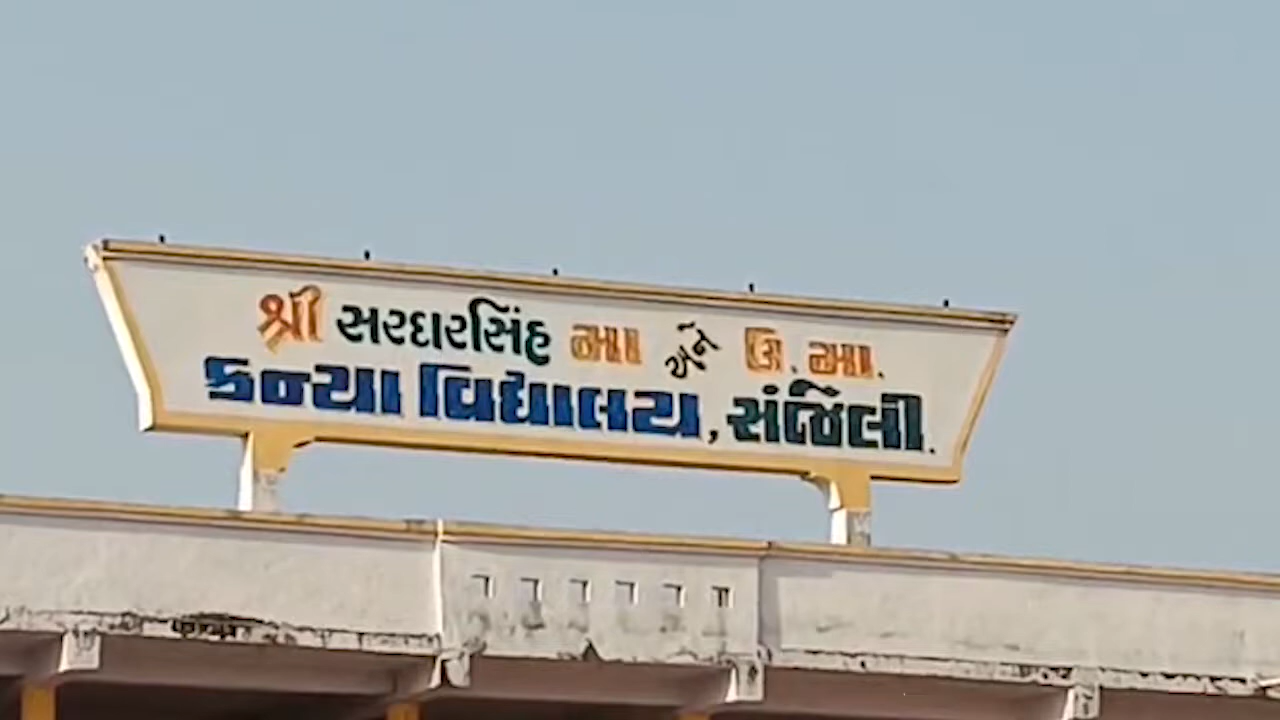 શ્રી સરદારસિંહ મા અને ઉ. મા.
કન્યા વિદ્યાલય, સંજેલી.